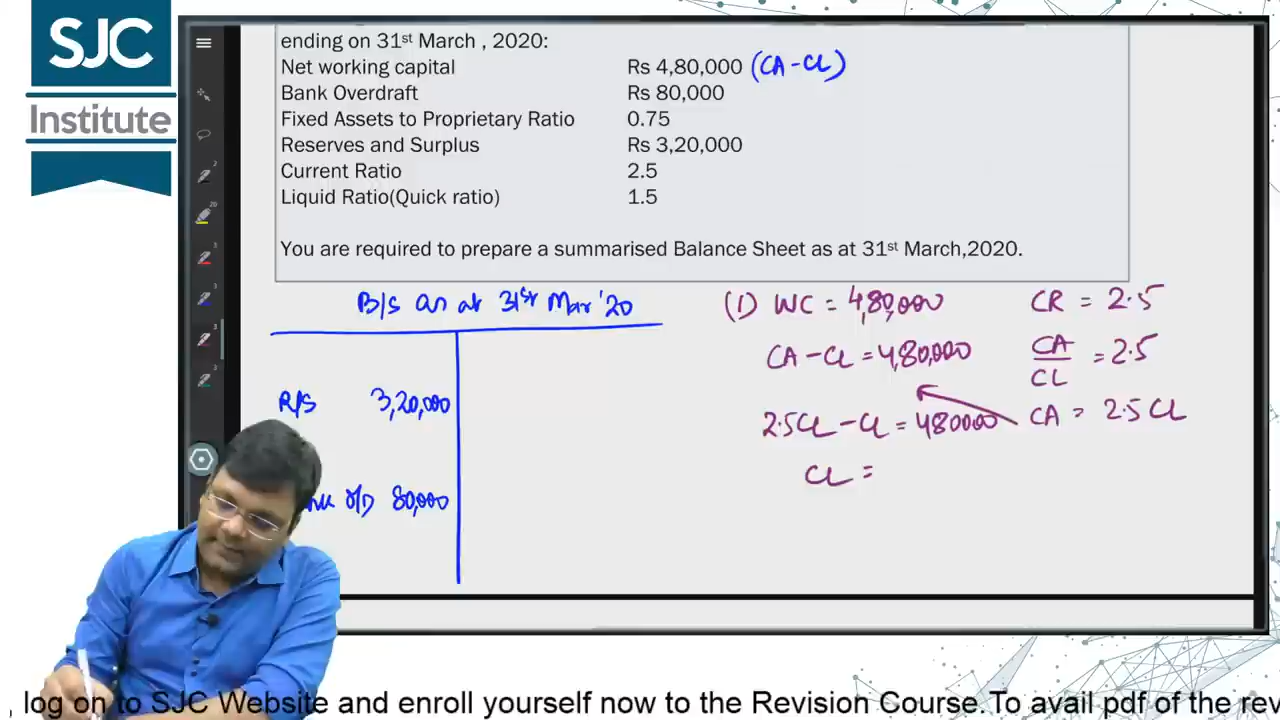 SJC
Institute
ending on 31st March , 2020:
Net working capital Rs 4,80,000 (CA-CL)
Bank Overdraft Rs 80,000
Fixed Assets to Proprietary Ratio 0.75
Reserves and Surplus Rs 3,20,000
Current Ratio 2.5
Liquid Ratio(Quick ratio) 1.5
You are required to prepare a summarised Balance Sheet as at 31st March,2020.
B/S as at 31st Mar '20
R/S 3,20,000
O/D 80,000
(1) WC = 4,80,000
CA-CL = 4,80,000
2.5CL-CL = 480000
CL =
CR = 2.5
CA
CL = 2.5
CA = 2.5 CL
, log on to SJC Website and enroll yourself now to the Revision Course.To avail pdf of the rev